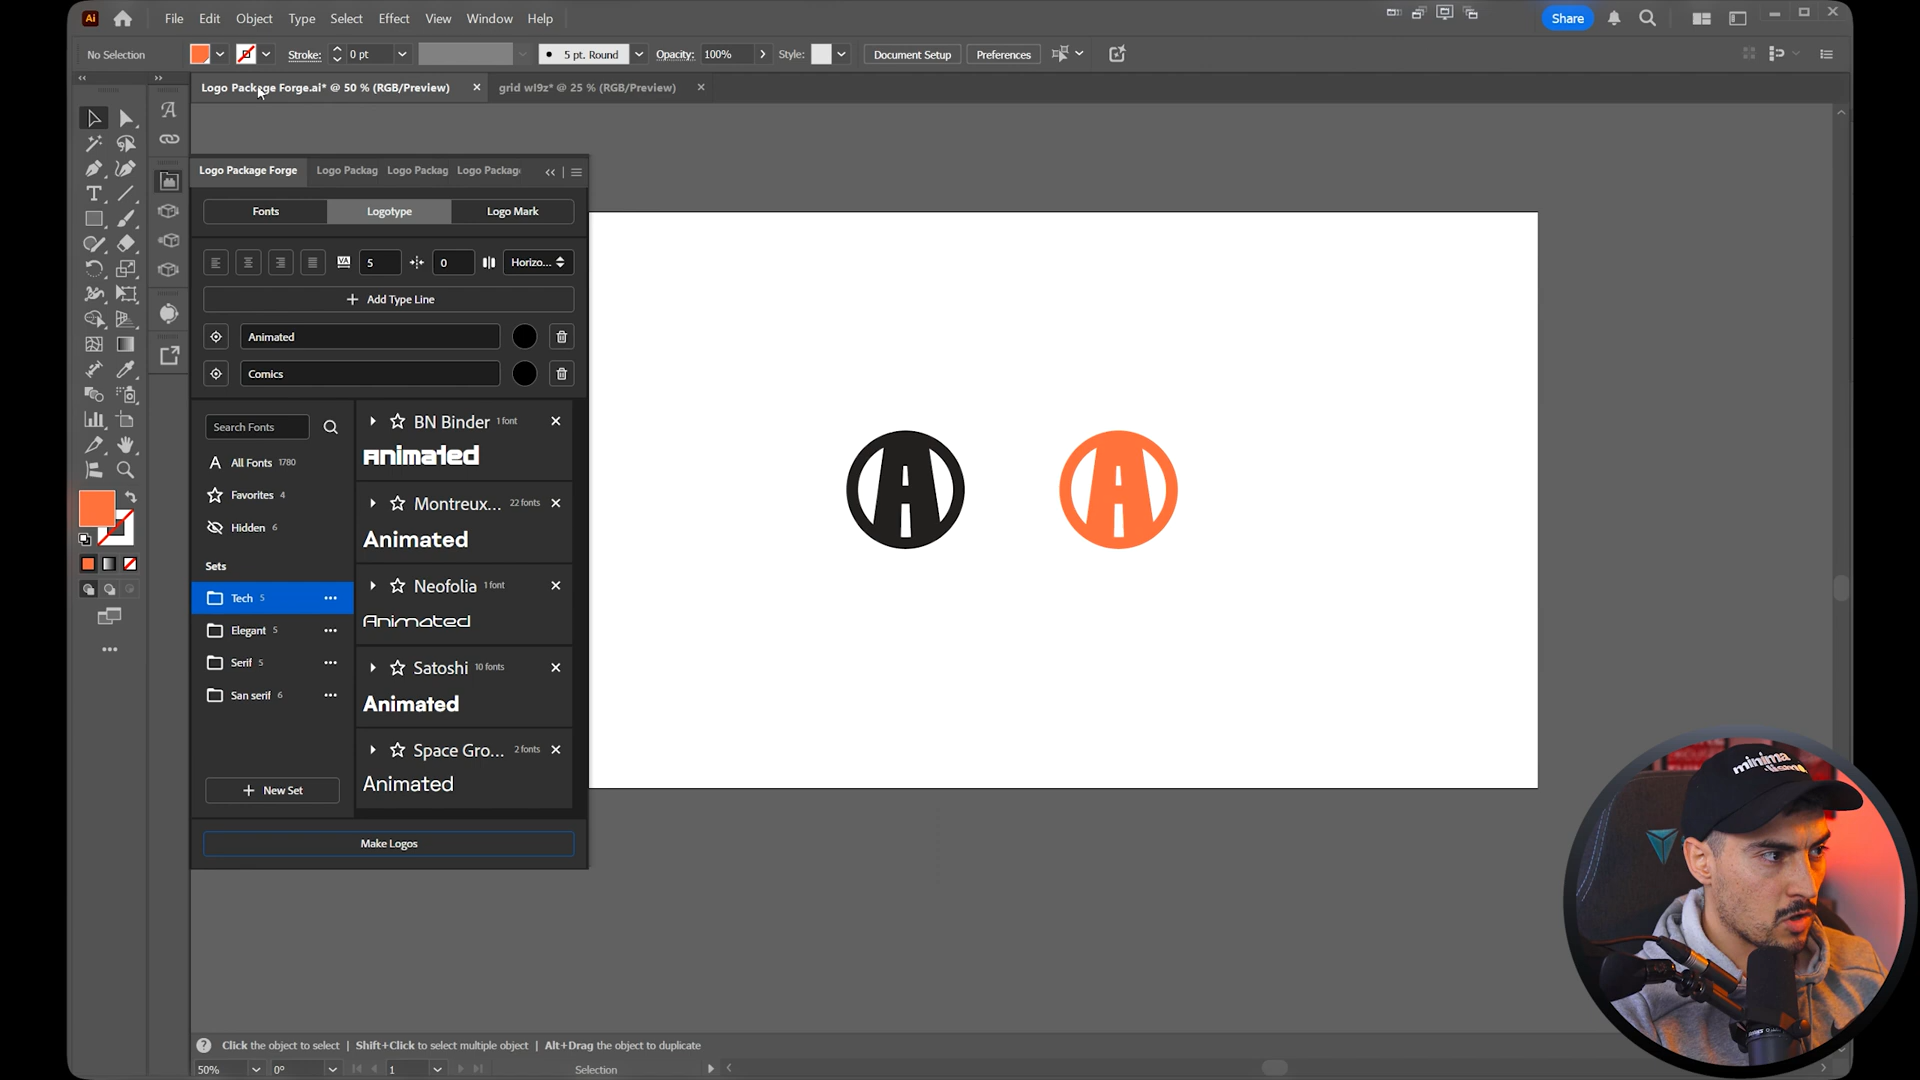 Ai File Edit Object Type Select Effect View Window Help Share
No Selection Stroke: 0 pt 5 pt. Round Opacity: 100% Style: Document Setup Preferences
Logo Package Forge.ai* @ 50 % (RGB/Preview) grid wl9z* @ 25 % (RGB/Preview)
Logo Package Forge Logo Packag Logo Packag Logo Package
Fonts Logotype Logo Mark
VA 5 0 Horizo...
+ Add Type Line
Animated
Comics
Search Fonts
All Fonts 1780
Favorites 4
Hidden 6
Sets
Tech 5
Elegant 5
Serif 5
San serif 6
+ New Set
BN Binder 1 font
Animated
Montreux... 22 fonts
Animated
Neofolia 1 font
Animated
Satoshi 10 fonts
Animated
Space Gro... 2 fonts
Animated
Make Logos
A A
minima
Click the object to select | Shift+Click to select multiple object | Alt+Drag the object to duplicate
50% 0° 1 Selection